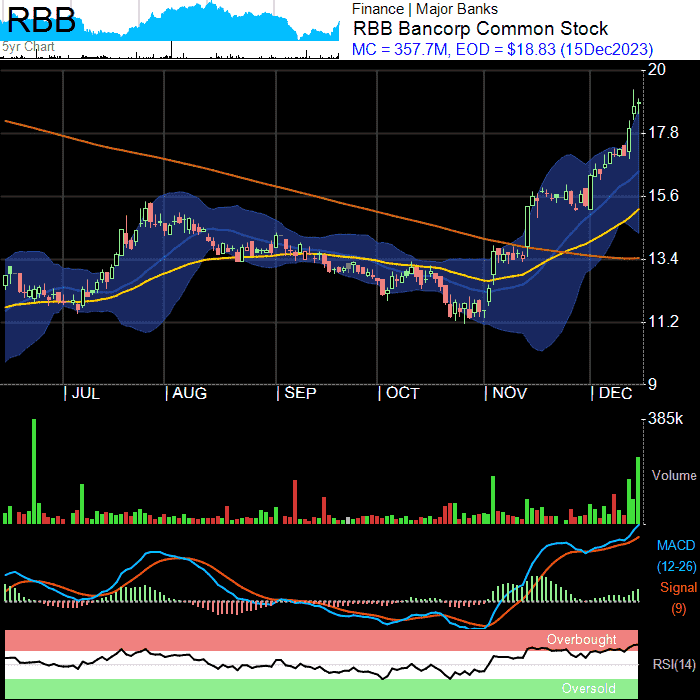 RBB
5yr Chart
Finance | Major Banks
RBB Bancorp Common Stock
MC = 357.7M, EOD = $18.83 (15Dec2023)
20
17.8
15.6
13.4
11.2
9
| JUL | AUG | SEP | OCT | NOV | DEC
385k
Volume
MACD
(12-26)
Signal
(9)
Overbought
RSI(14)
Oversold